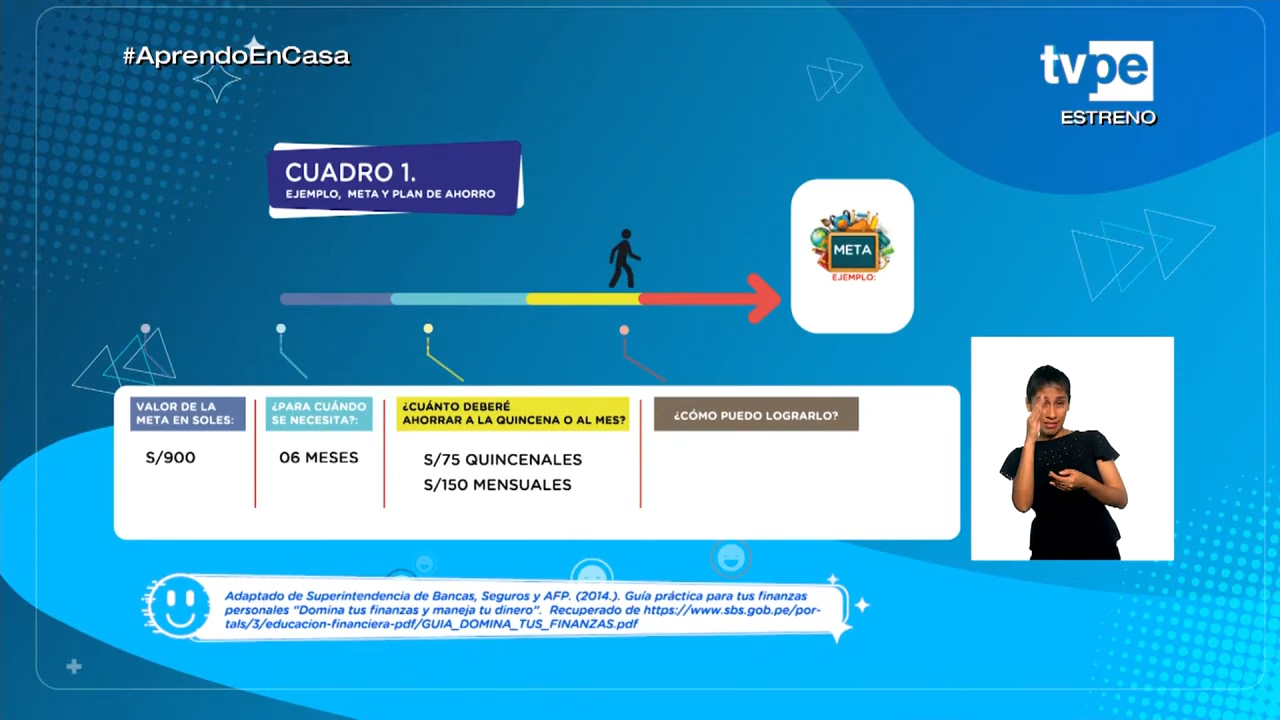 #AprendoEnCasa
tvpe
ESTRENO
CUADRO 1.
EJEMPLO, META Y PLAN DE AHORRO
META
EJEMPLO:
VALOR DE LA
META EN SOLES:
S/900
¿PARA CUÁNDO
SE NECESITA?:
06 MESES
¿CUÁNTO DEBERÉ
AHORRAR A LA QUINCENA O AL MES?
S/75 QUINCENALES
S/150 MENSUALES
¿CÓMO PUEDO LOGRARLO?
Adaptado de Superintendencia de Bancas, Seguros y AFP. (2014.). Guía práctica para tus finanzas
personales “Domina tus finanzas y maneja tu dinero”. Recuperado de https://www.sbs.gob.pe/por-
tals/3/educacion-financiera-pdf/GUIA_DOMINA_TUS_FINANZAS.pdf